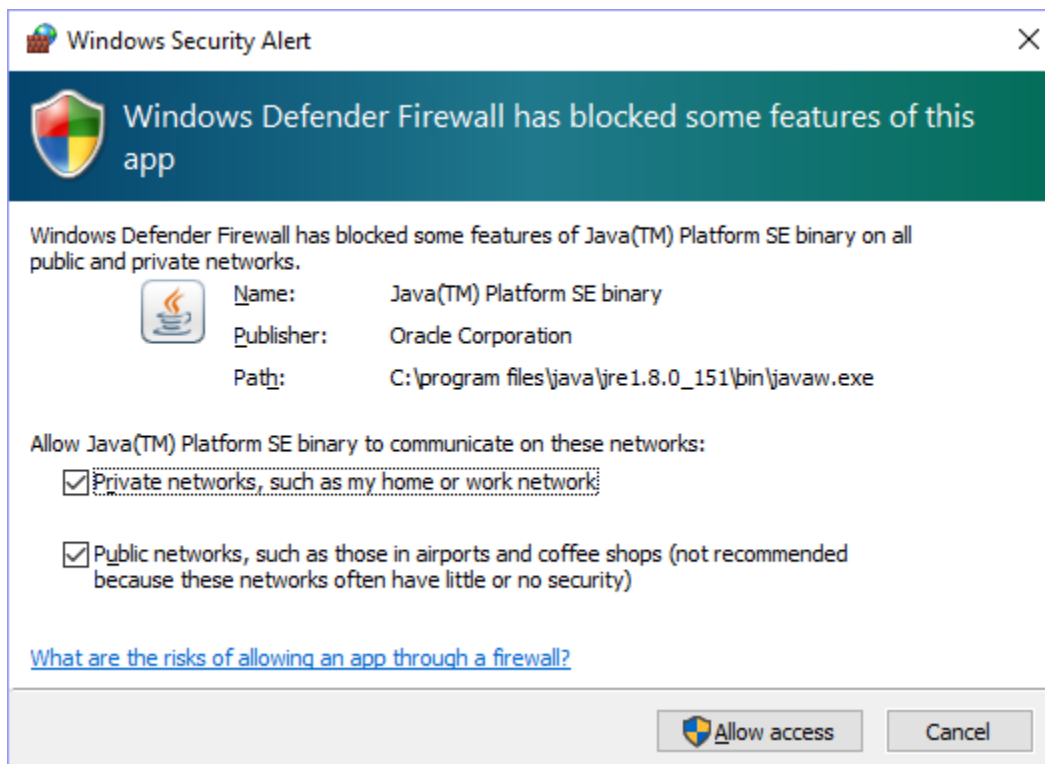 Windows Security Alert
Windows Defender Firewall has blocked some features of this
app
Windows Defender Firewall has blocked some features of Java(TM) Platform SE binary on all
public and private networks.
Name: Java(TM) Platform SE binary
Publisher: Oracle Corporation
Path: C:\program files\java\jre1.8.0_151\bin\javaw.exe
Allow Java(TM) Platform SE binary to communicate on these networks:
Private networks, such as my home or work network
Public networks, such as those in airports and coffee shops (not recommended
because these networks often have little or no security)
What are the risks of allowing an app through a firewall?
Allow access Cancel